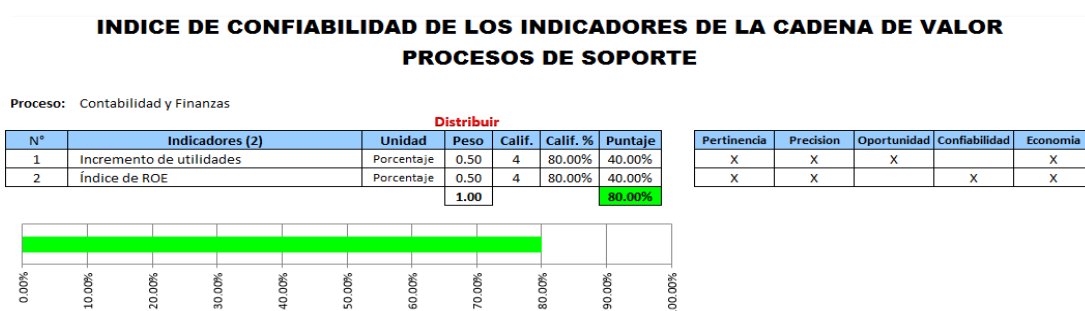 INDICE DE CONFIABILIDAD DE LOS INDICADORES DE LA CADENA DE VALOR
PROCESOS DE SOPORTE
Proceso: Contabilidad y Finanzas
Distribuir
N° Indicadores (2) Unidad Peso Calif. Calif. % Puntaje Pertinencia Precision Oportunidad Confiabilidad Economia
1 Incremento de utilidades Porcentaje 0.50 4 80.00% 40.00% X X X X
2 Índice de ROE Porcentaje 0.50 4 80.00% 40.00% X X X X
1.00 80.00%
0.00% 10.00% 20.00% 30.00% 40.00% 50.00% 60.00% 70.00% 80.00% 90.00% 00.00%